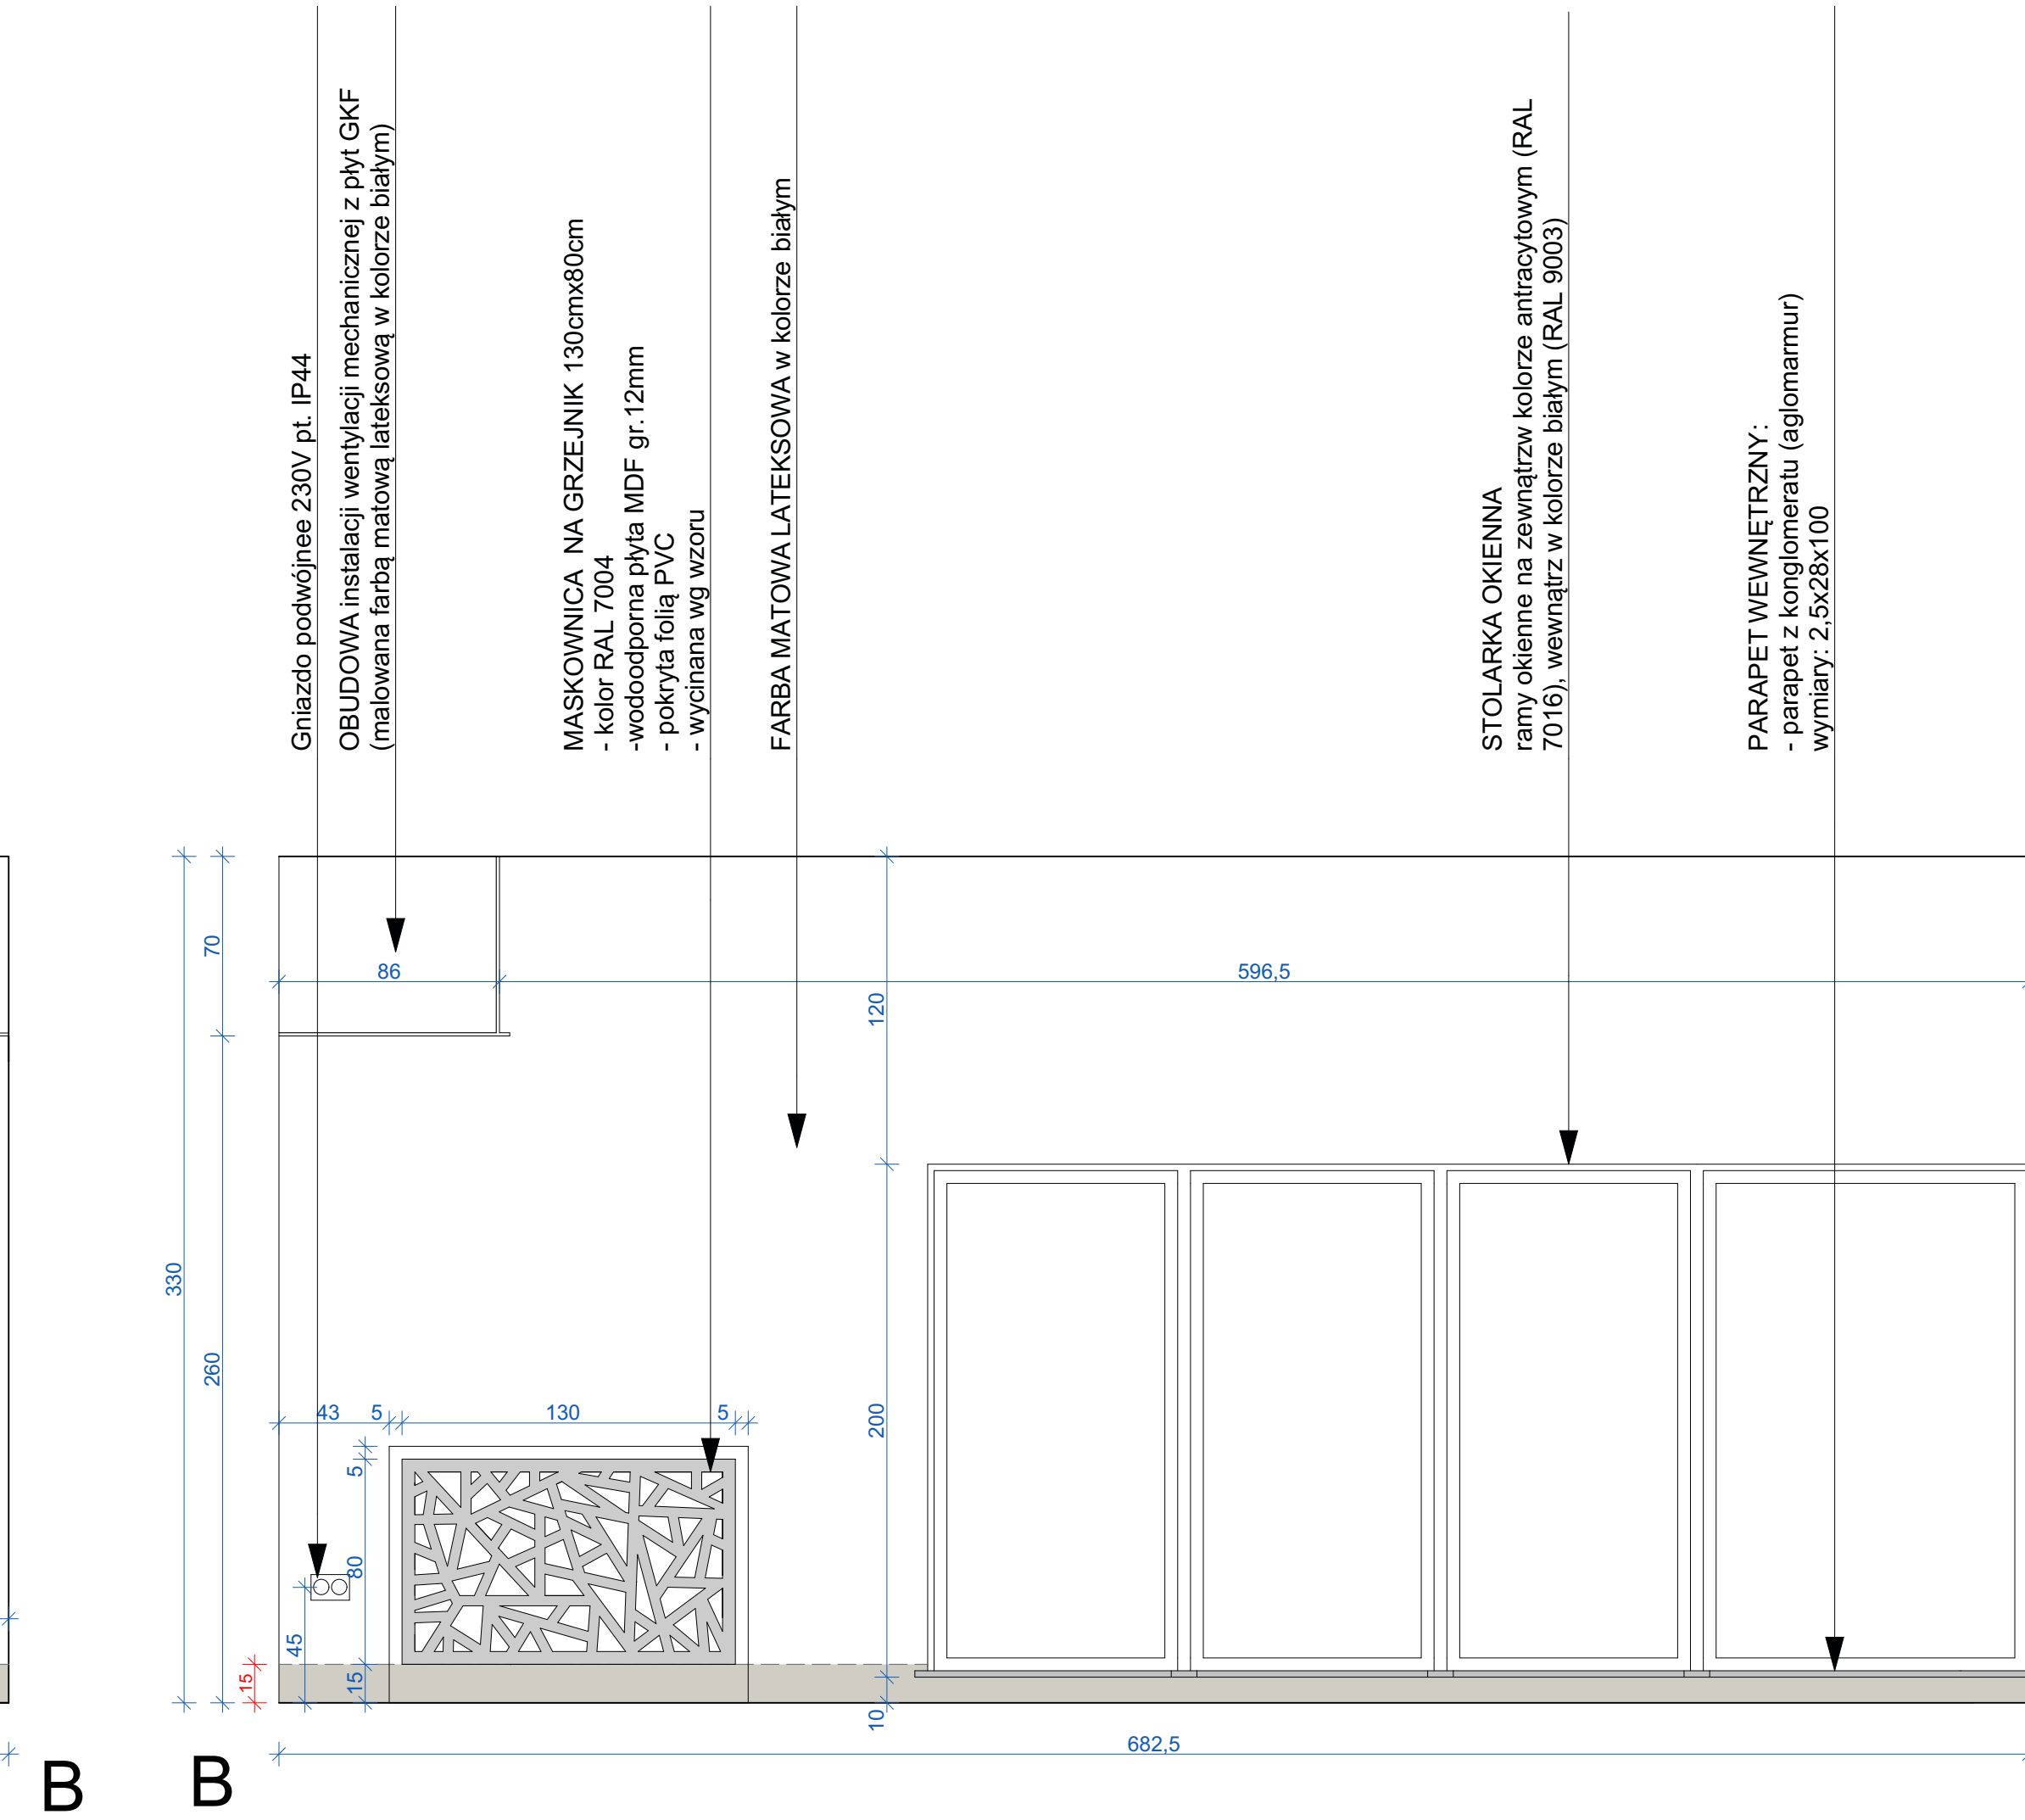 Gniazdo podwójnee 230V pt. IP44
OBUDOWA instalacji wentylacji mechanicznej z płyt GKF
(malowana farbą matową lateksową w kolorze białym)
MASKOWNICA NA GRZEJNIK 130cmx80cm
- kolor RAL 7004
-wodoodporna płyta MDF gr.12mm
- pokryta folią PVC
- wycinana wg wzoru
FARBA MATOWA LATEKSOWA w kolorze białym
STOLARKA OKIENNA
ramy okienne na zewnątrzw kolorze antracytowym (RAL
7016), wewnątrz w kolorze białym (RAL 9003)
PARAPET WEWNĘTRZNY:
- parapet z konglomeratu (aglomarmur)
wymiary: 2,5x28x100
70
86
596,5
120
330
260
43
5
130
5
200
5
80
45
15
15
10
682,5
B
B